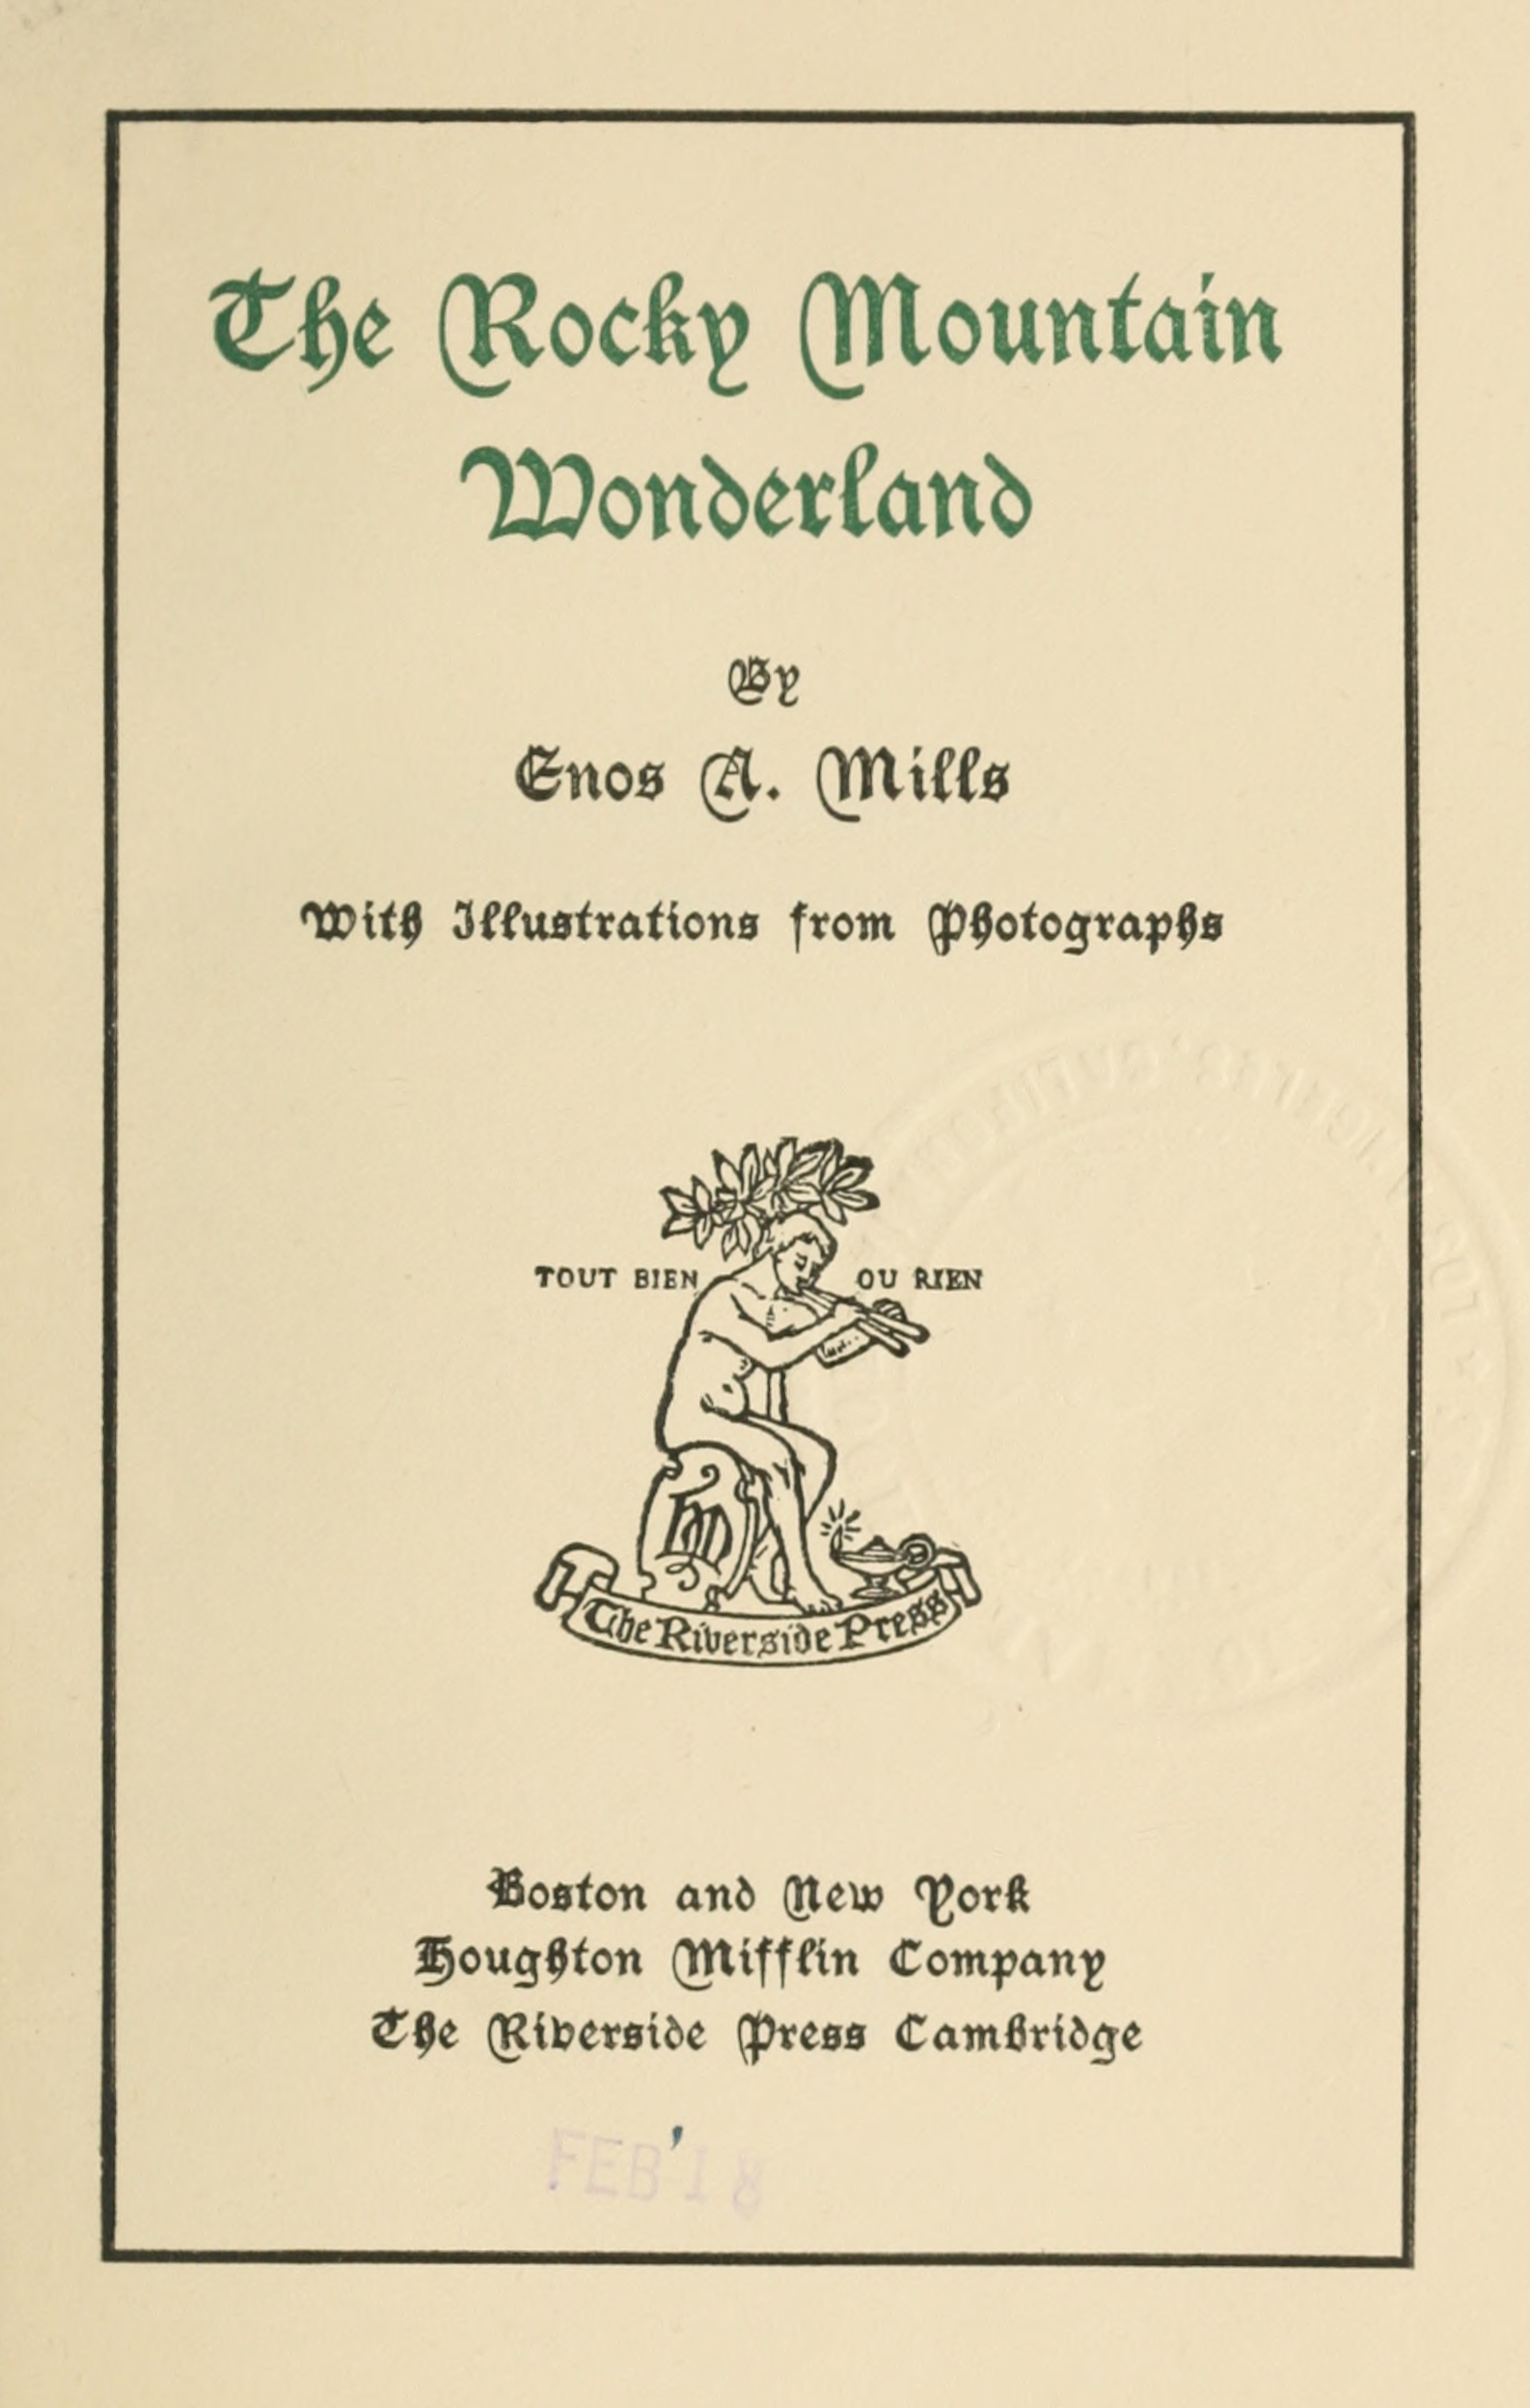 The Rocky Mountain
Wonderland
By
Enos A. Mills
With Illustrations from Photographs
TOUT BIEN OU RIEN
HM
The Riverside Press
Boston and New York
Houghton Mifflin Company
The Riverside Press Cambridge
FEB '18